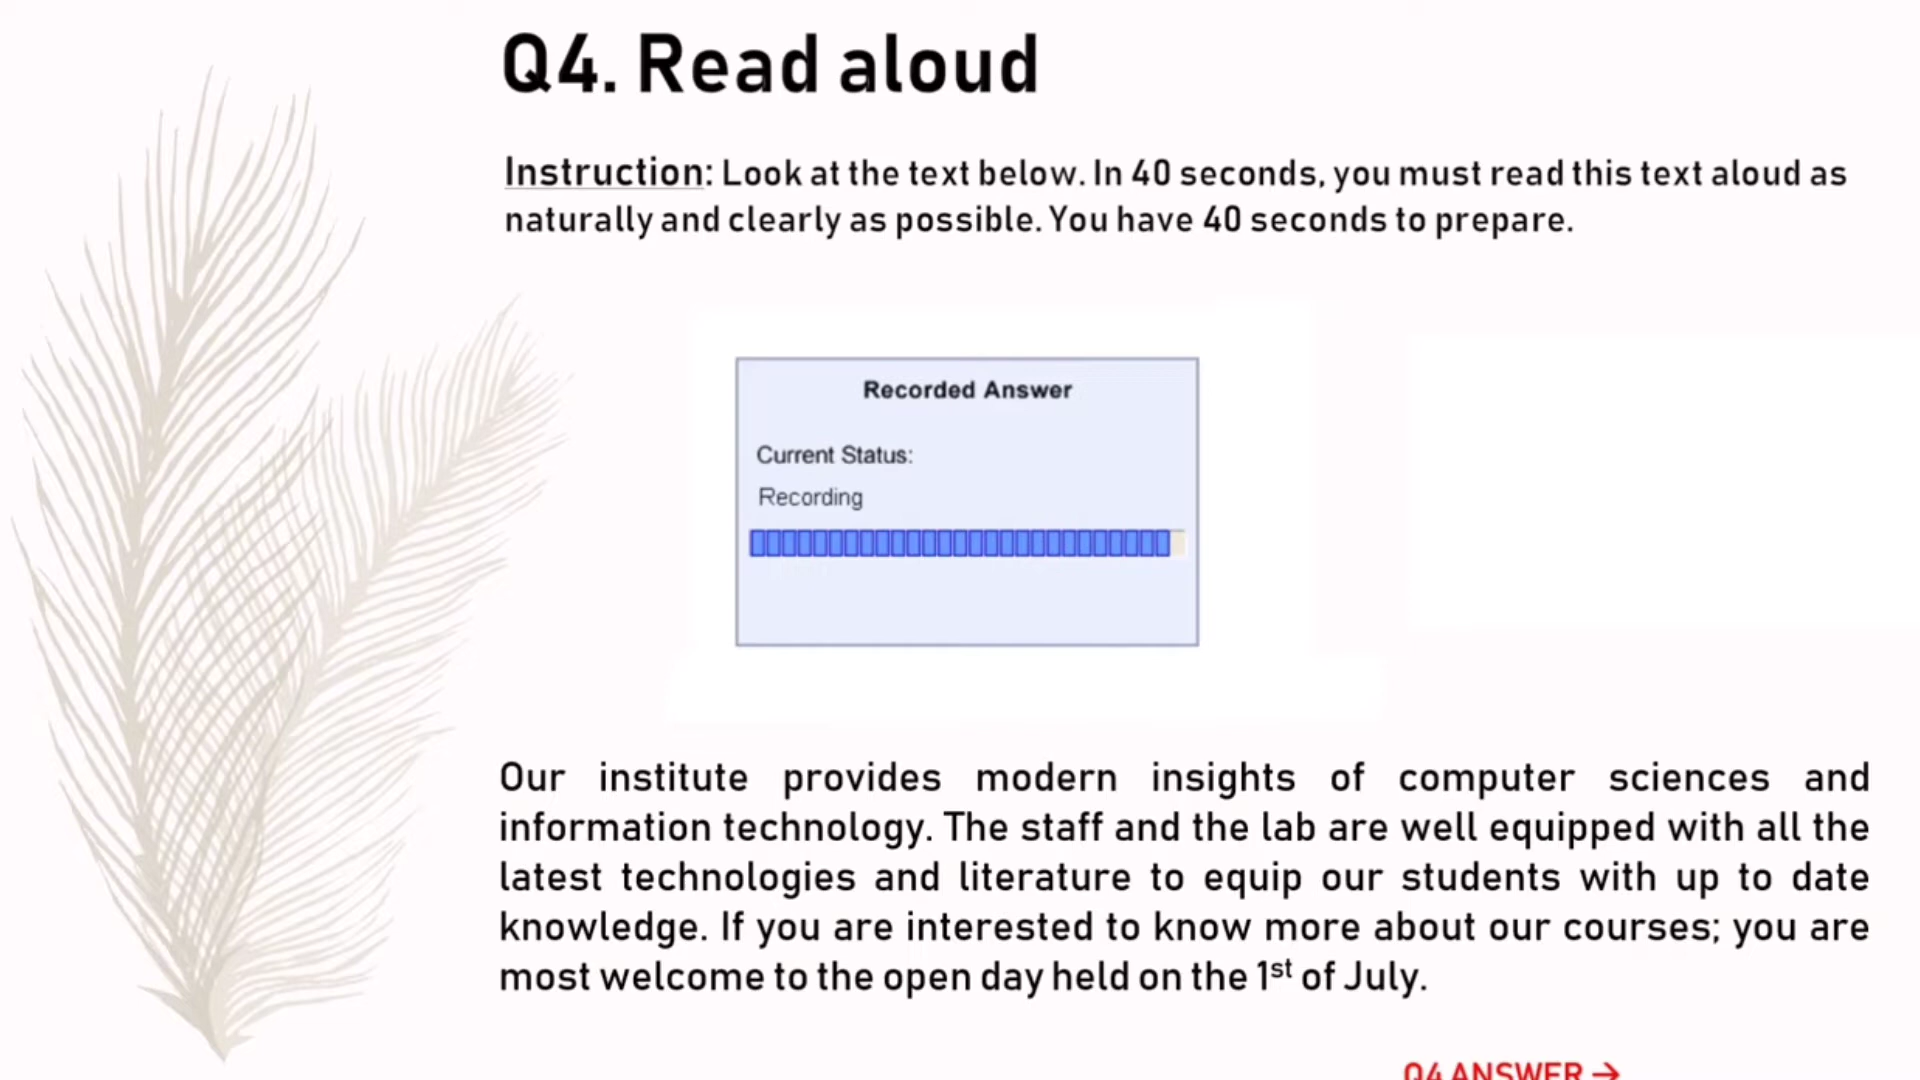 Q4. Read aloud
Instruction: Look at the text below. In 40 seconds, you must read this text aloud as
naturally and clearly as possible. You have 40 seconds to prepare.
Recorded Answer
Current Status:
Recording
Our institute provides modern insights of computer sciences and
information technology. The staff and the lab are well equipped with all the
latest technologies and literature to equip our students with up to date
knowledge. If you are interested to know more about our courses; you are
most welcome to the open day held on the 1st of July.
Q4 ANSWER →